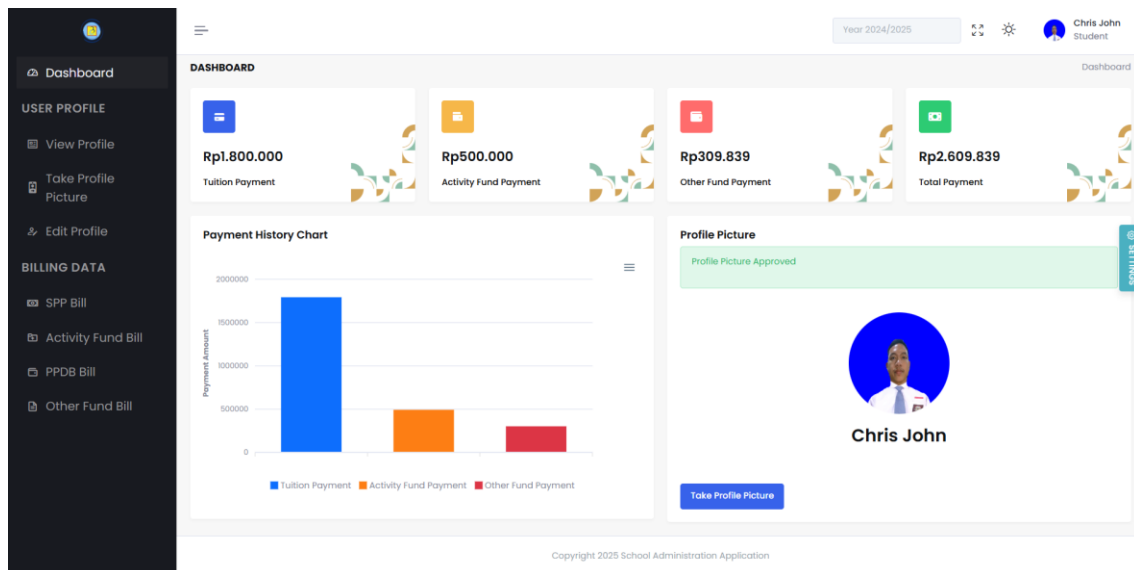 Year 2024/2025
Chris John
Student
Dashboard
USER PROFILE
View Profile
Take Profile
Picture
Edit Profile
BILLING DATA
SPP Bill
Activity Fund Bill
PPDB Bill
Other Fund Bill
DASHBOARD
Dashboard
Rp1.800.000
Tuition Payment
Rp500.000
Activity Fund Payment
Rp309.839
Other Fund Payment
Rp2.609.839
Total Payment
Payment History Chart
Payment Amount
2000000
1500000
1000000
500000
0
Tuition Payment Activity Fund Payment Other Fund Payment
Profile Picture
Profile Picture Approved
Chris John
Take Profile Picture
SETTINGS
Copyright 2025 School Administration Application